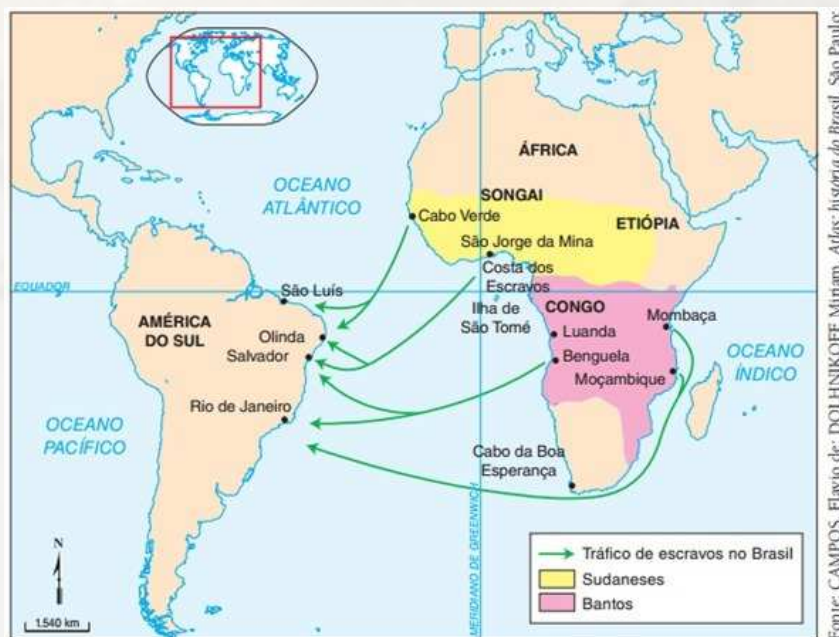 OCEANO
ATLÂNTICO
ÁFRICA
SONGAI
Cabo Verde
ETIÓPIA
São Jorge da Mina
Costa dos
Escravos
EQUADOR
São Luís
Ilha de
São Tomé
CONGO
Mombaça
AMÉRICA
DO SUL
Olinda
Salvador
Luanda
Benguela
Moçambique
OCEANO
ÍNDICO
Rio de Janeiro
OCEANO
PACÍFICO
Cabo da Boa
Esperança
MERIDIANO DE GREENWICH
N
1.540 km
Tráfico de escravos no Brasil
Sudaneses
Bantos
Fonte: CAMPOS, Flavio de; DOLHNIKOFF, Miriam. Atlas: história do Brasil. São Paulo: